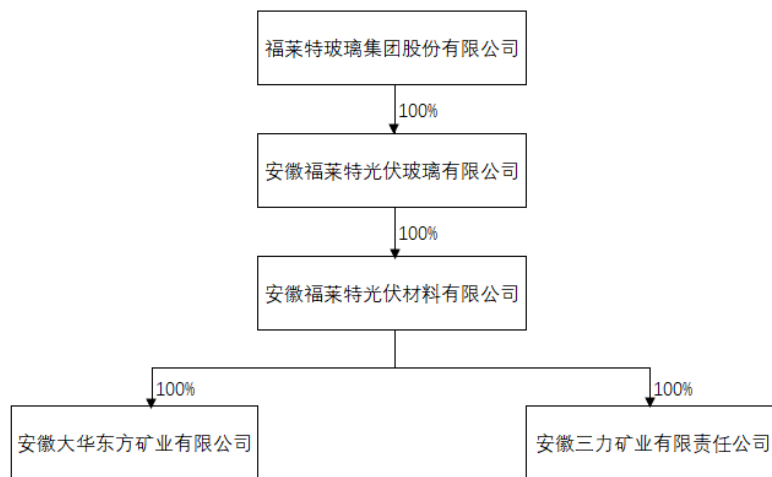 福莱特玻璃集团股份有限公司
100%
安徽福莱特光伏玻璃有限公司
100%
安徽福莱特光伏材料有限公司
100%
100%
安徽大华东方矿业有限公司
安徽三力矿业有限责任公司